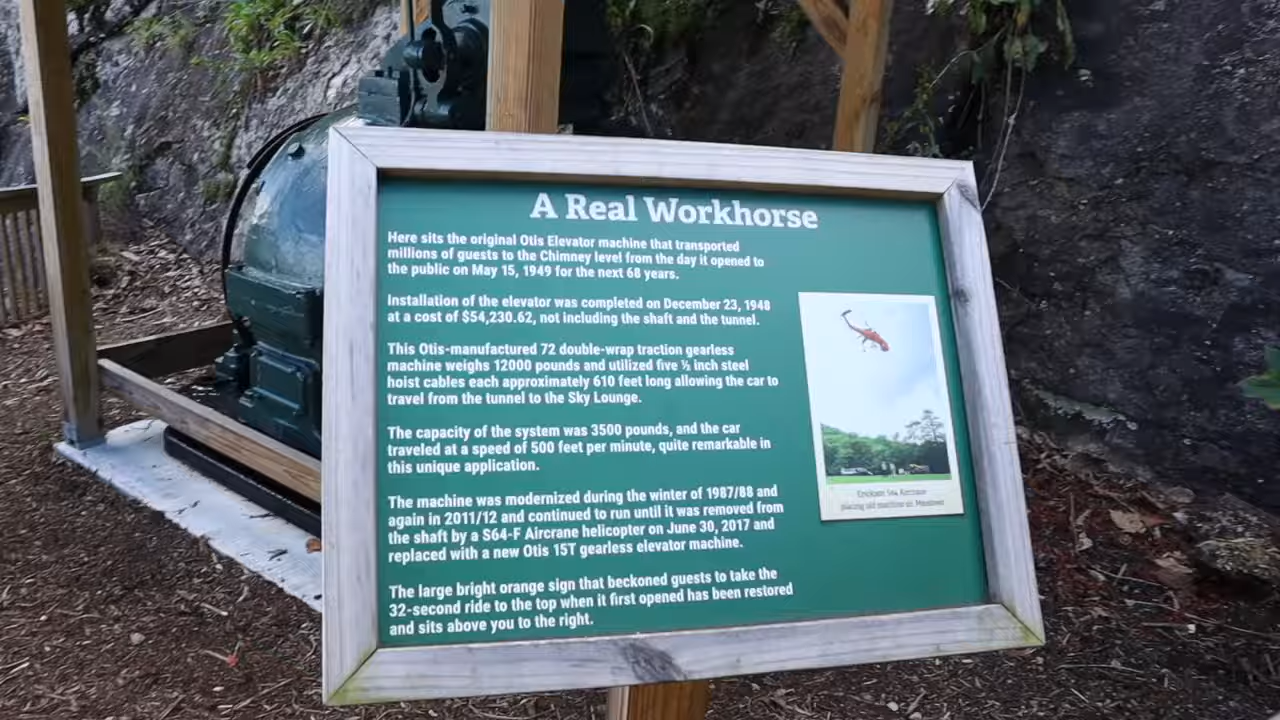 A Real Workhorse
Here sits the original Otis Elevator machine that transported
millions of guests to the Chimney level from the day it opened to
the public on May 15, 1949 for the next 68 years.
Installation of the elevator was completed on December 23, 1948
at a cost of $54,230.62, not including the shaft and the tunnel.
This Otis-manufactured 72 double-wrap traction gearless
machine weighs 12000 pounds and utilized five ½ inch steel
hoist cables each approximately 610 feet long allowing the car to
travel from the tunnel to the Sky Lounge.
The capacity of the system was 3500 pounds, and the car
traveled at a speed of 500 feet per minute, quite remarkable in
this unique application.
The machine was modernized during the winter of 1987/88 and
again in 2011/12 and continued to run until it was removed from
the shaft by a S64-F Aircrane helicopter on June 30, 2017 and
replaced with a new Otis 15T gearless elevator machine.
The large bright orange sign that beckoned guests to take the
32-second ride to the top when it first opened has been restored
and sits above you to the right.
Erickson S64 Aircrane
placing old machine on Meadows